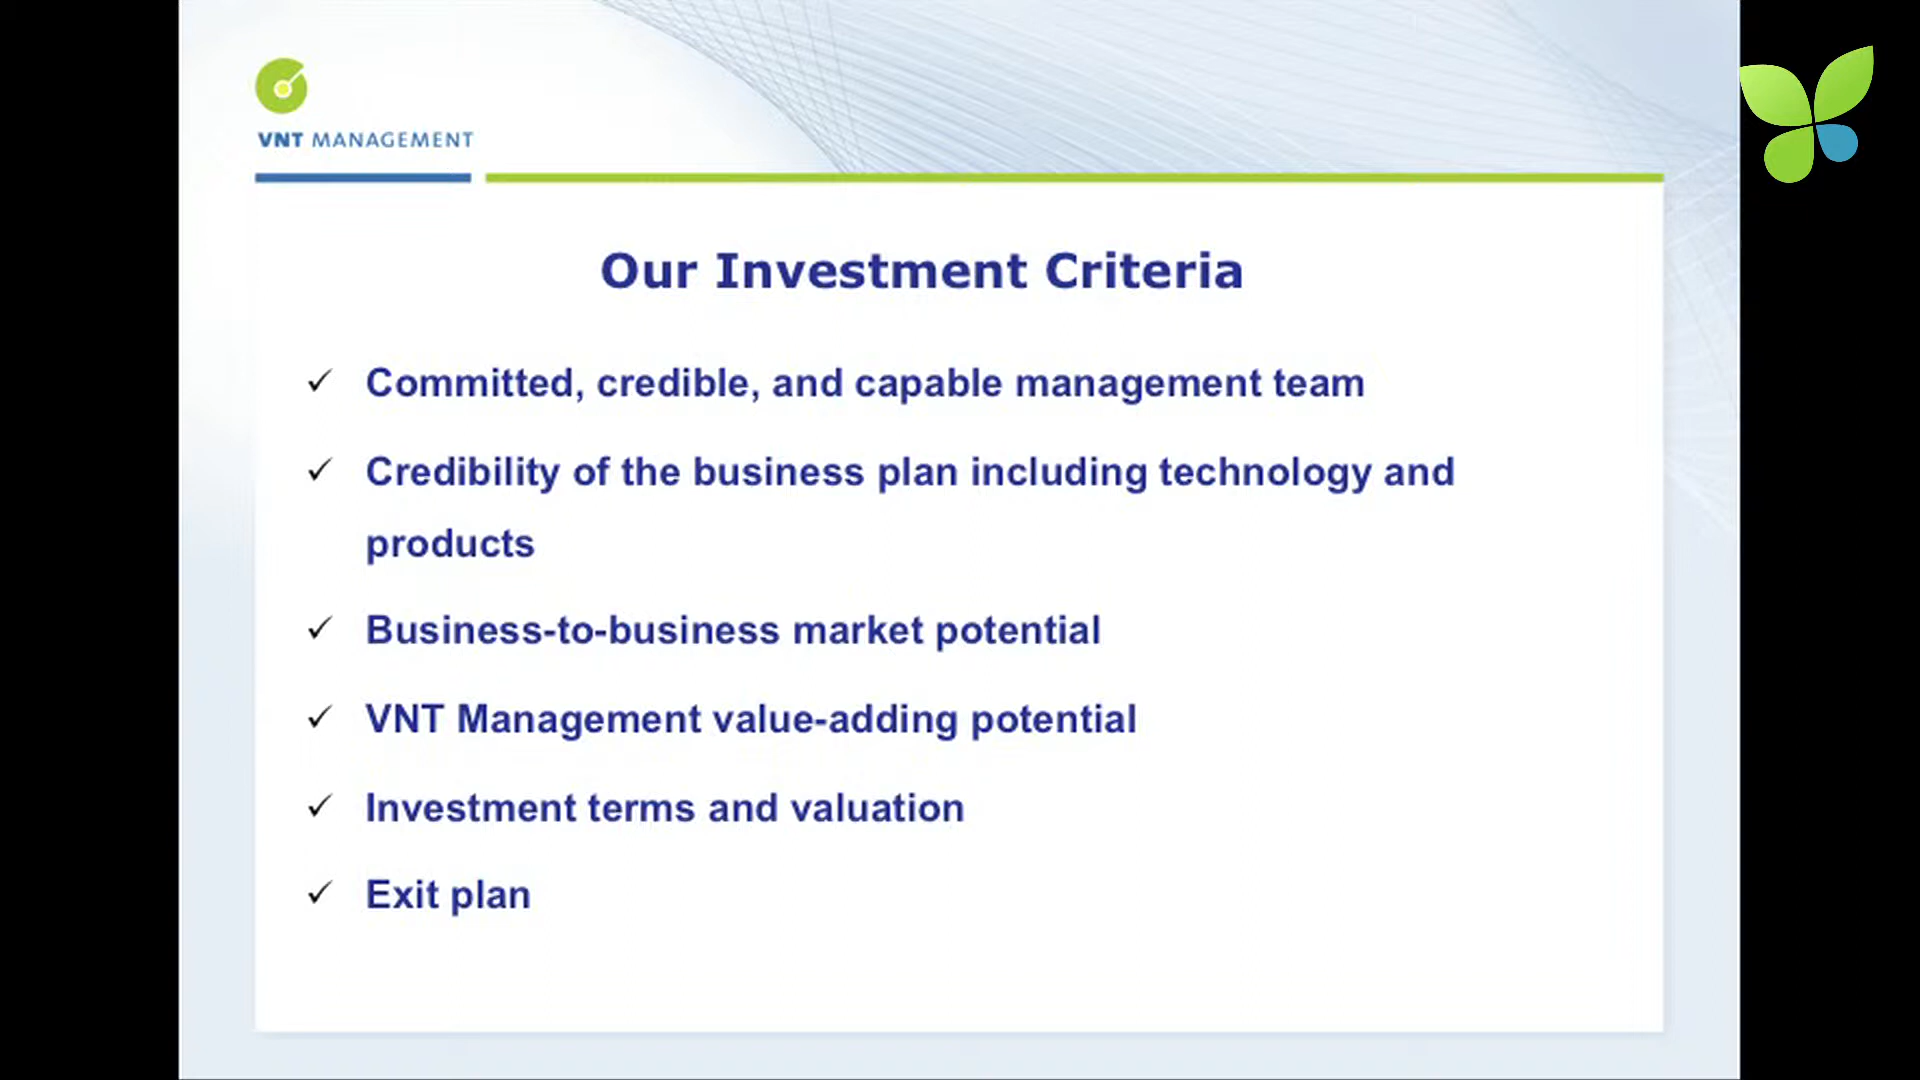 VNT MANAGEMENT
Our Investment Criteria
✓ Committed, credible, and capable management team
✓ Credibility of the business plan including technology and
products
✓ Business-to-business market potential
✓ VNT Management value-adding potential
✓ Investment terms and valuation
✓ Exit plan